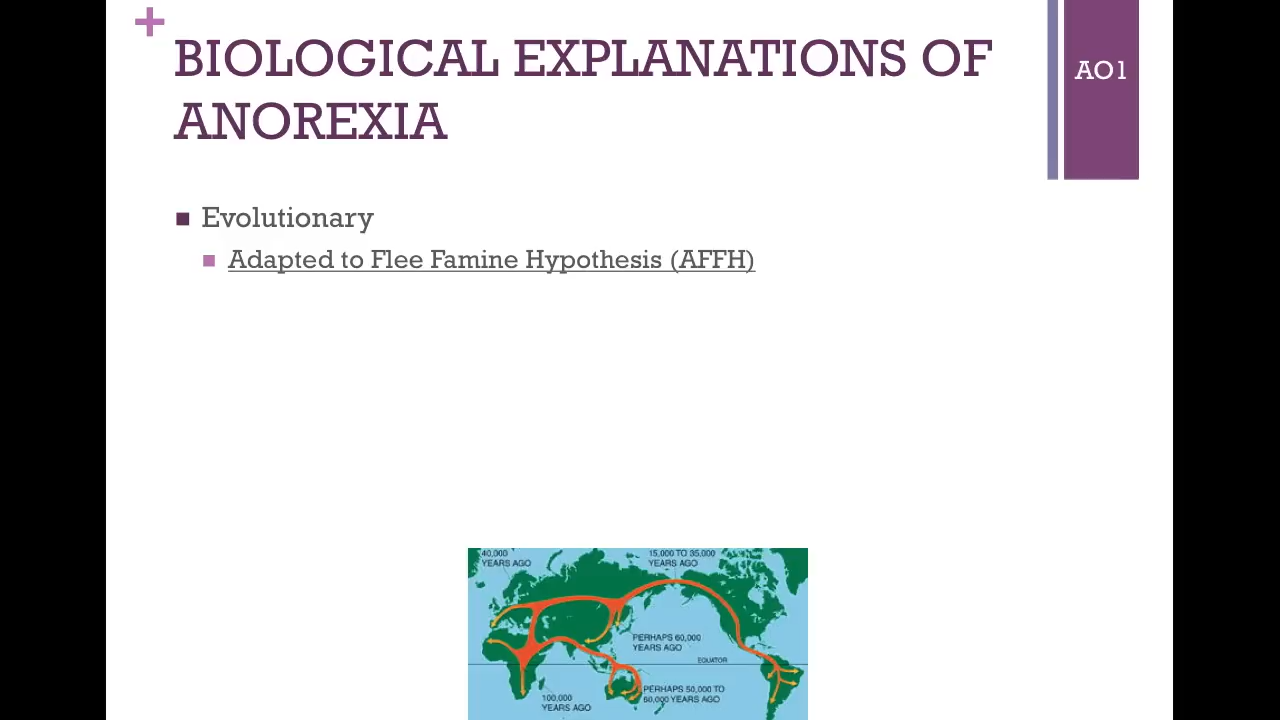 +
BIOLOGICAL EXPLANATIONS OF
ANOREXIA
AO1
Evolutionary
Adapted to Flee Famine Hypothesis (AFFH)
40,000
YEARS AGO
15,000 TO 35,000
YEARS AGO
PERHAPS 60,000
YEARS AGO
EQUATOR
PERHAPS 50,000 TO
60,000 YEARS AGO
100,000
YEARS AGO